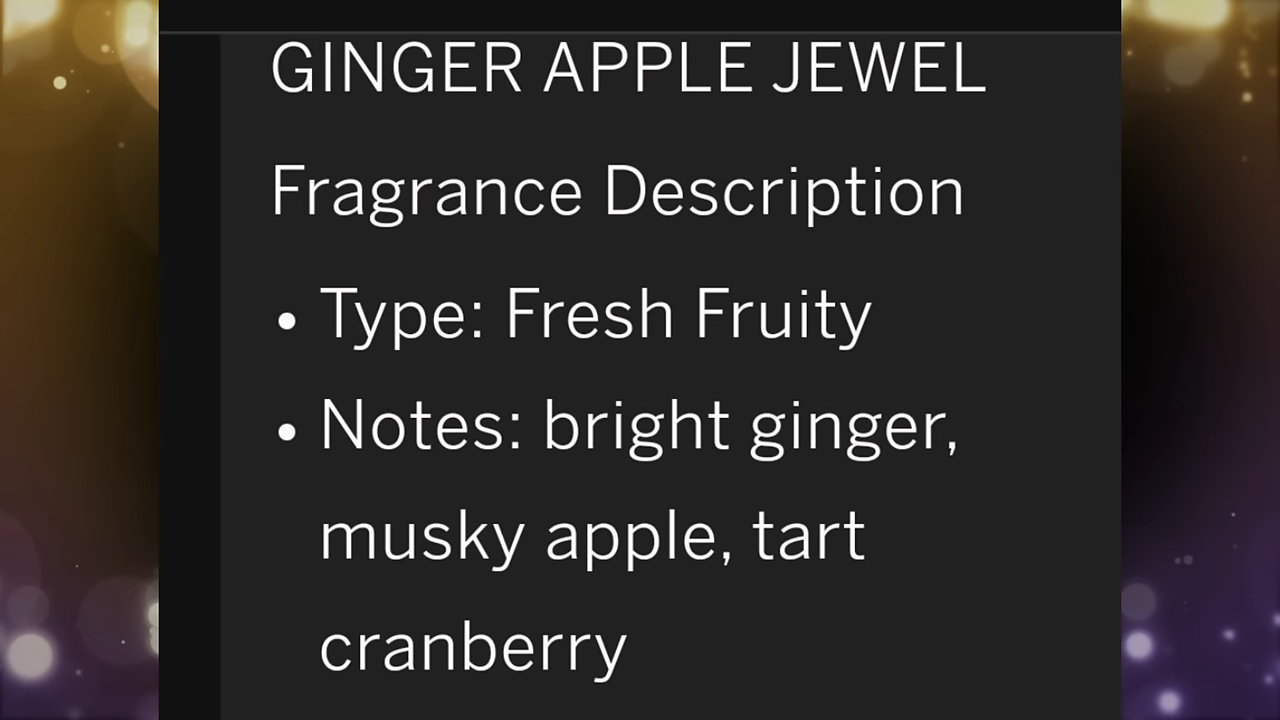 GINGER APPLE JEWEL
Fragrance Description
• Type: Fresh Fruity
• Notes: bright ginger,
musky apple, tart
cranberry